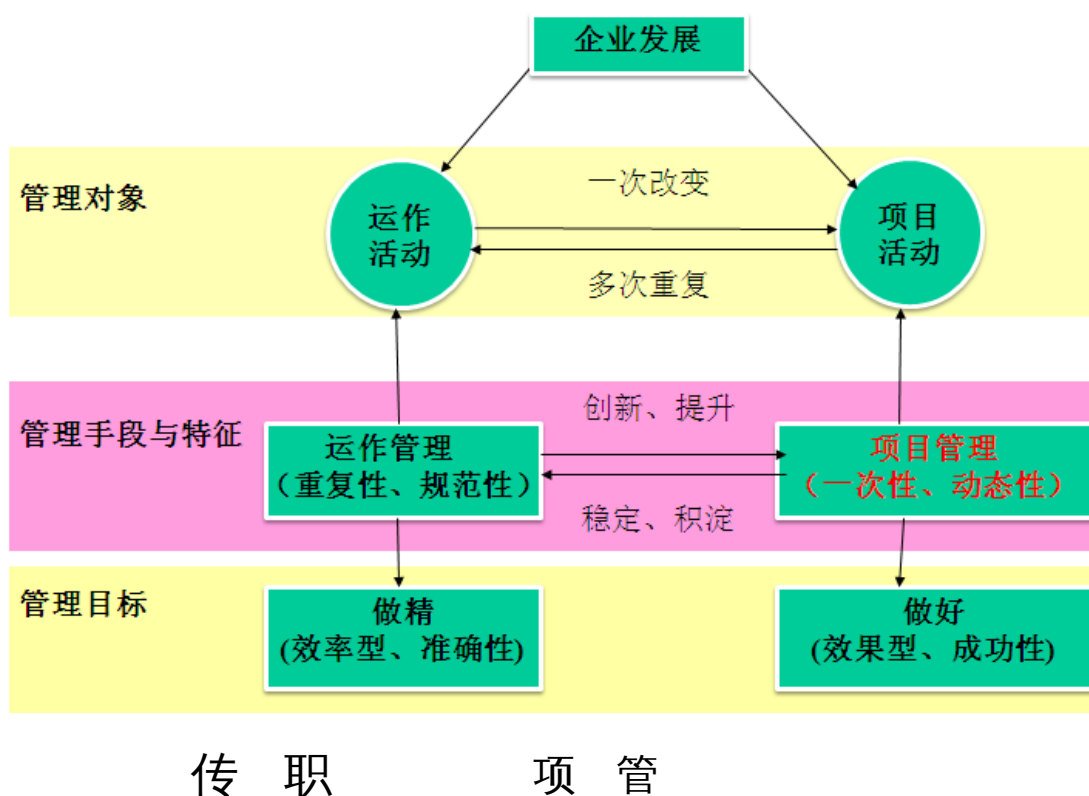 企业发展
管理对象
运作
活动
一次改变
多次重复
项目
活动
管理手段与特征
运作管理
（重复性、规范性）
创新、提升
稳定、积淀
项目管理
（一次性、动态性）
管理目标
做精
(效率型、准确性)
做好
(效果型、成功性)
传 职 项 管